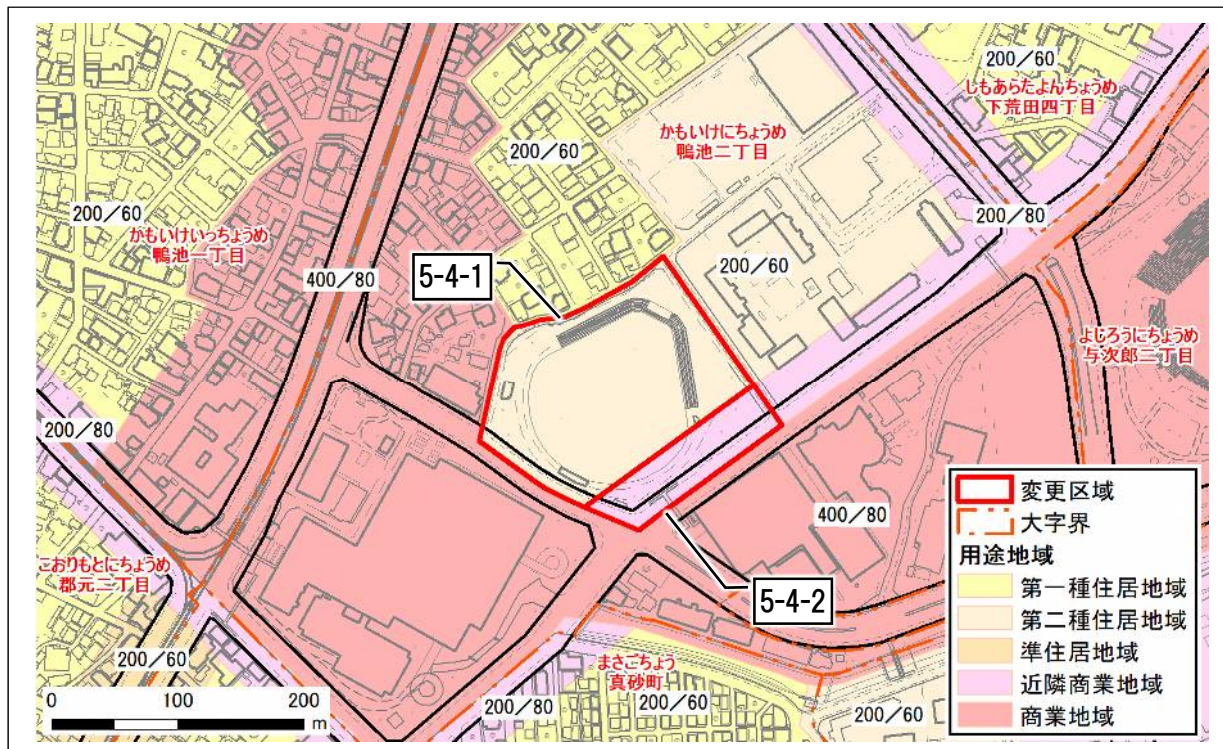 200／60
しもあらたよんちょうめ
下荒田四丁目
かもいけにちょうめ
鴨池二丁目
200／60
200／60
かもいけいっちょうめ
鴨池一丁目
200／80
5-4-1
400／80
200／60
よじろうにちょうめ
与次郎二丁目
200／80
400／80
こおりもとにちょうめ
郡元二丁目
5-4-2
200／60
まさごちょう
真砂町
200／80
200／60
200／60
0 100 200
m
変更区域
大字界
用途地域
第一種住居地域
第二種住居地域
準住居地域
近隣商業地域
商業地域